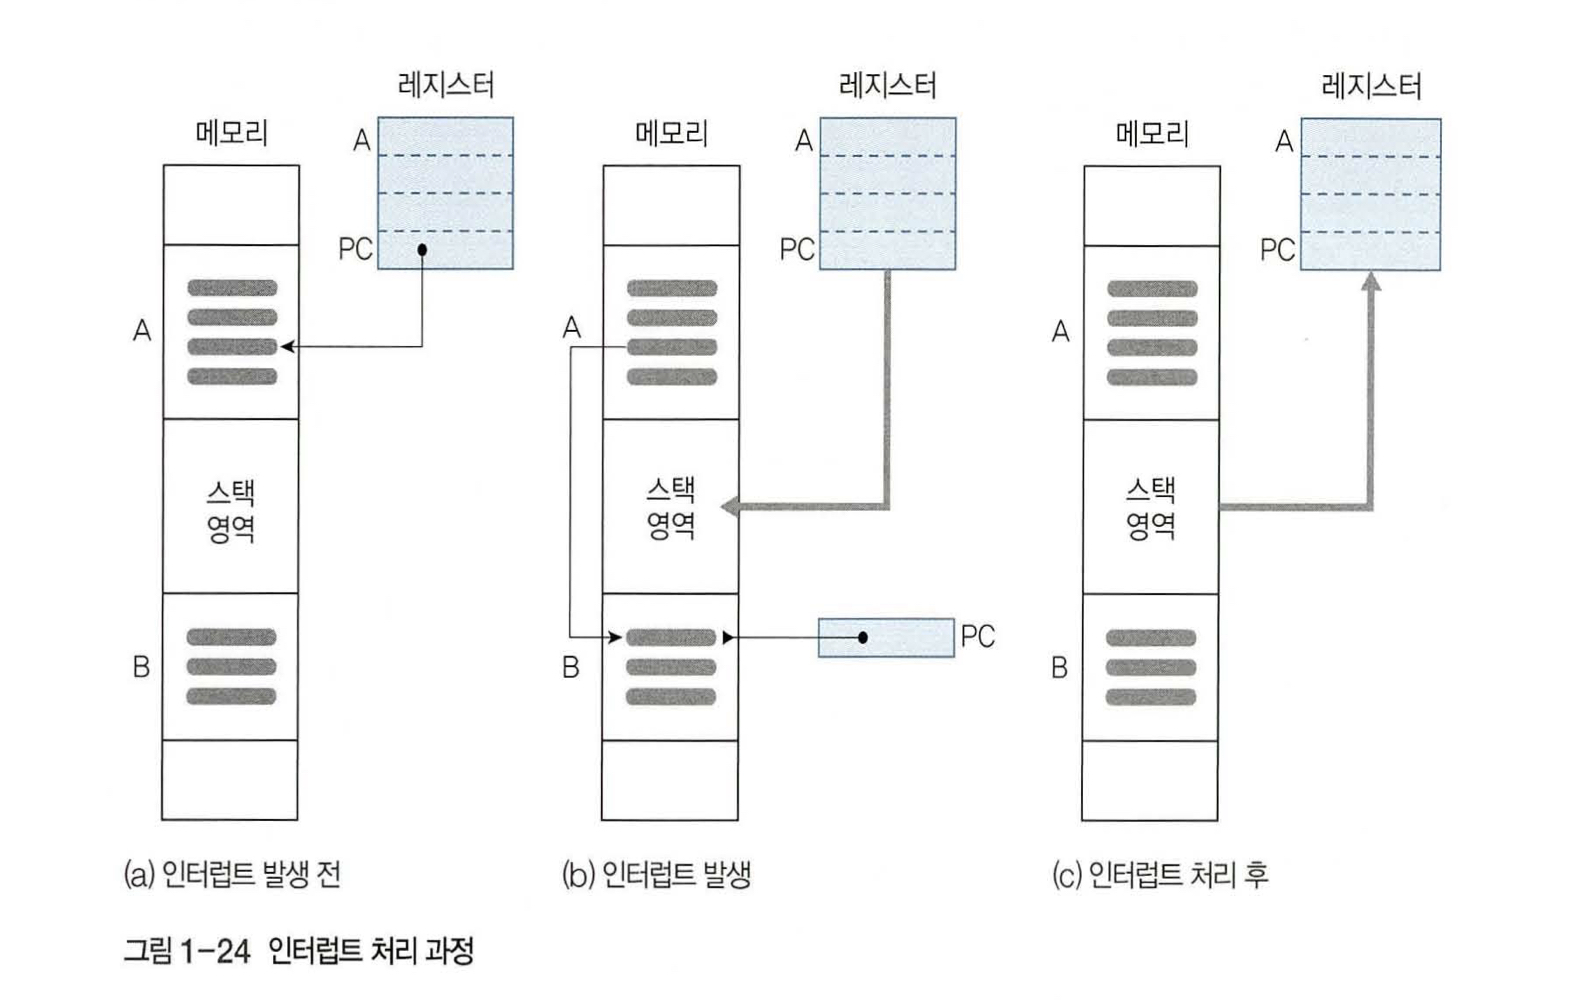 레지스터
메모리
A
PC
A
스택
영역
B
(a) 인터럽트 발생 전
레지스터
메모리
A
PC
A
스택
영역
PC
B
(b) 인터럽트 발생
레지스터
메모리
A
PC
A
스택
영역
B
(c) 인터럽트 처리 후
그림 1-24 인터럽트 처리 과정